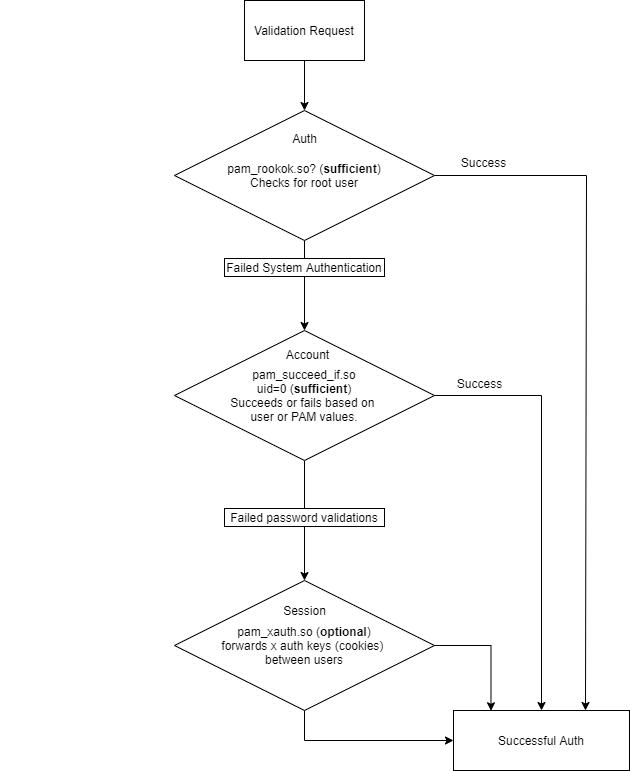 Validation Request
Auth
pam_rookok.so? (sufficient)
Checks for root user
Success
Failed System Authentication
Account
pam_succeed_if.so
uid=0 (sufficient)
Succeeds or fails based on
user or PAM values.
Success
Failed password validations
Session
pam_xauth.so (optional)
forwards x auth keys (cookies)
between users
Successful Auth